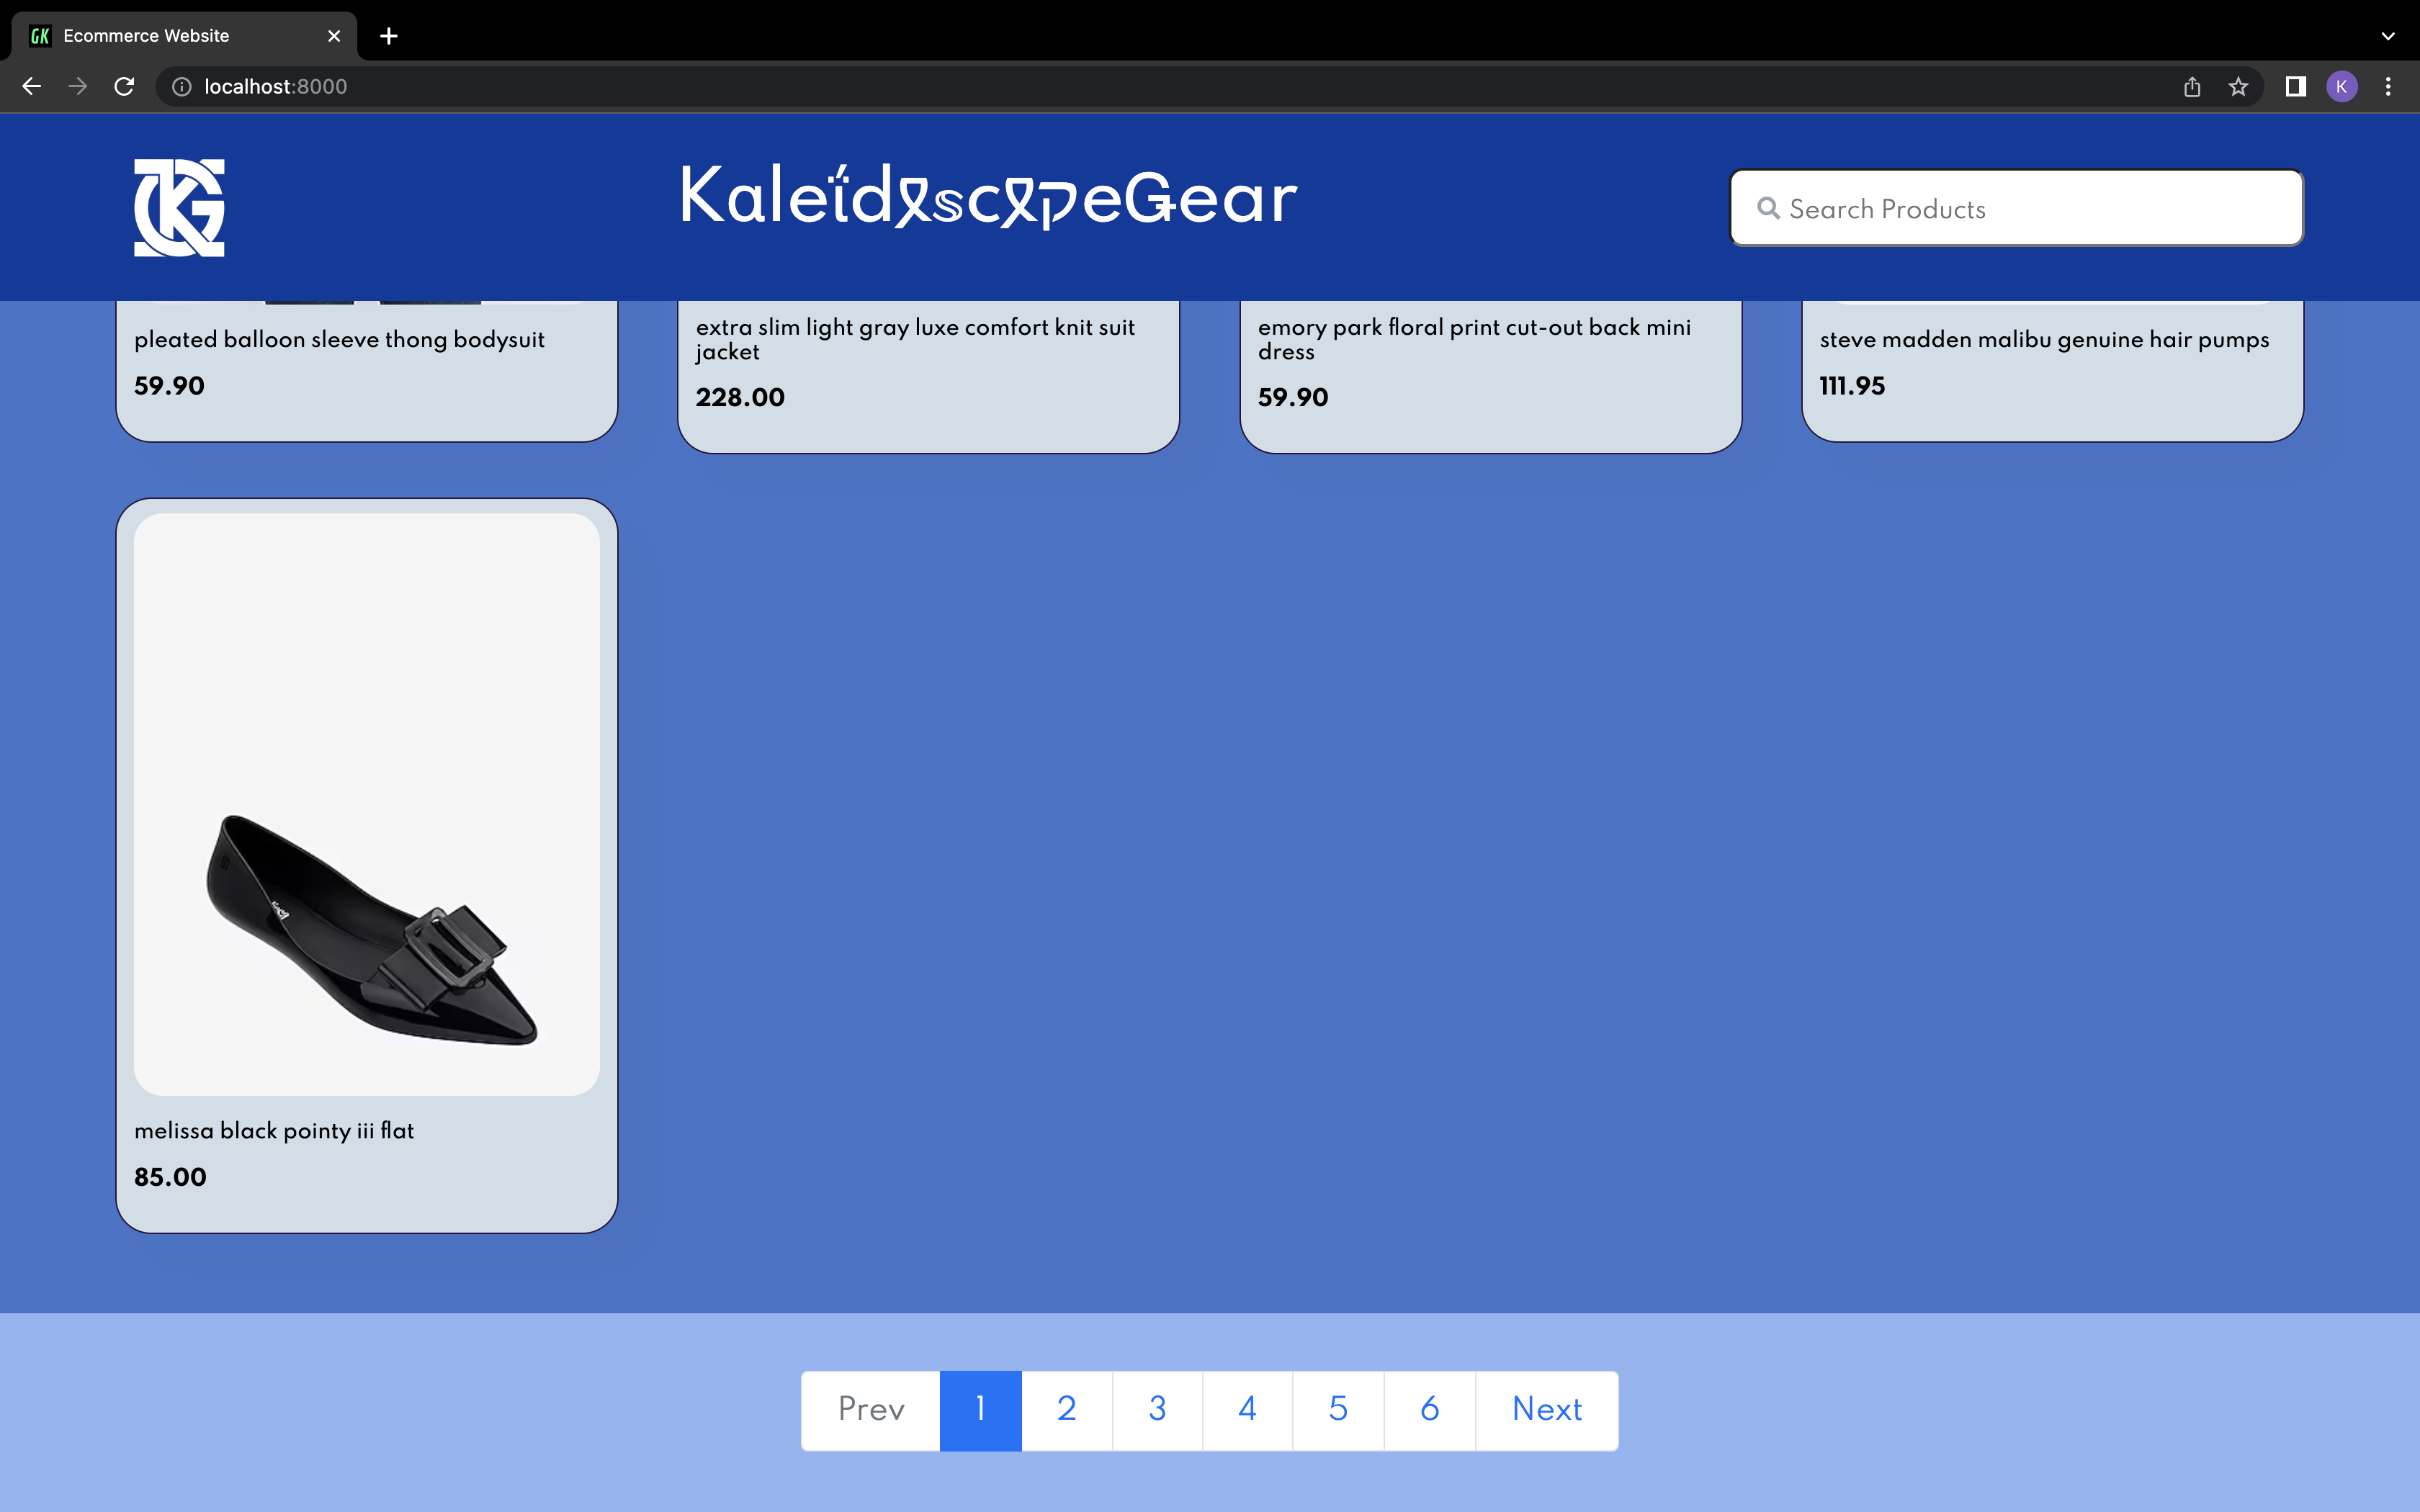 GK Ecommerce Website
localhost:8000
K
KG
KaleidoscopeGear
Search Products
pleated balloon sleeve thong bodysuit
59.90
extra slim light gray luxe comfort knit suit
jacket
228.00
emory park floral print cut-out back mini
dress
59.90
steve madden malibu genuine hair pumps
111.95
melissa black pointy iii flat
85.00
Prev 1 2 3 4 5 6 Next